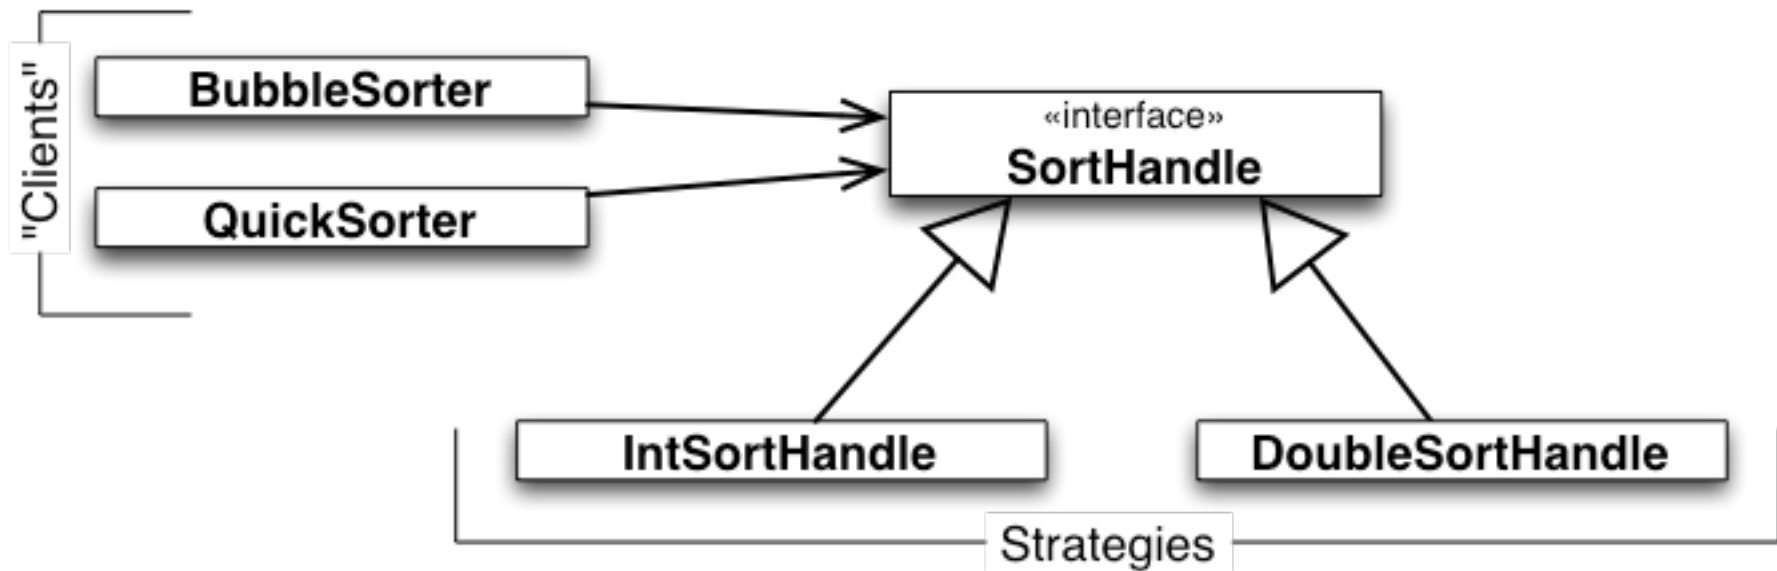 "Clients"
BubbleSorter
QuickSorter
«interface»
SortHandle
IntSortHandle
DoubleSortHandle
Strategies